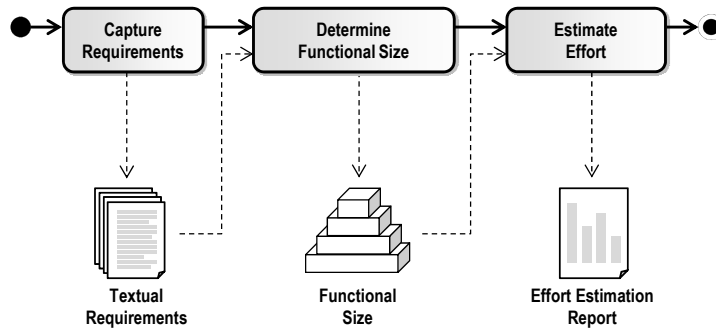 Capture
Requirements
Determine
Functional Size
Estimate
Effort
Textual
Requirements
Functional
Size
Effort Estimation
Report